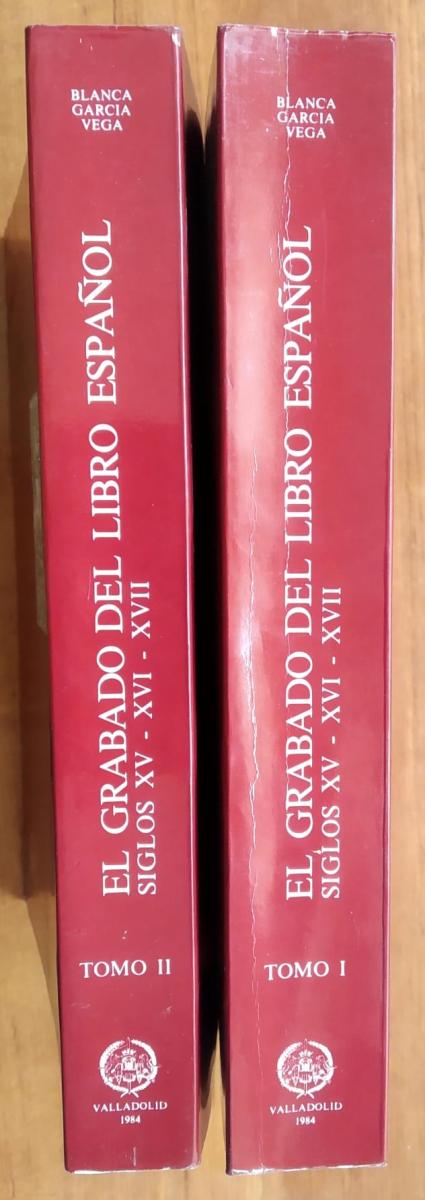 BLANCA
GARCIA
VEGA
EL GRABADO DEL LIBRO ESPAÑOL
SIGLOS XV - XVI - XVII
TOMO II
VALLADOLID
1984
BLANCA
GARCIA
VEGA
EL GRABADO DEL LIBRO ESPAÑOL
SIGLOS XV - XVI - XVII
TOMO I
VALLADOLID
1984